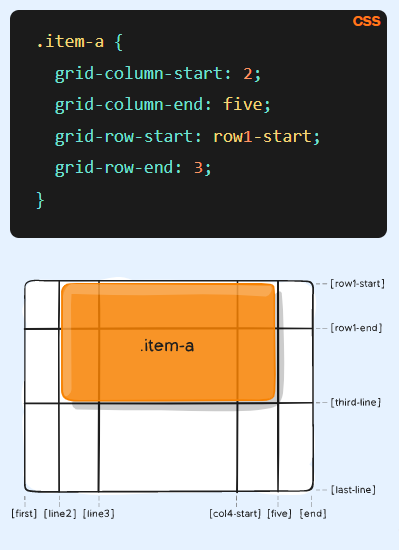 CSS
.item-a {
grid-column-start: 2;
grid-column-end: five;
grid-row-start: row1-start;
grid-row-end: 3;
}
.item-a
[row1-start]
[row1-end]
[third-line]
[last-line]
[first] [line2] [line3] [col4-start] [five] [end]